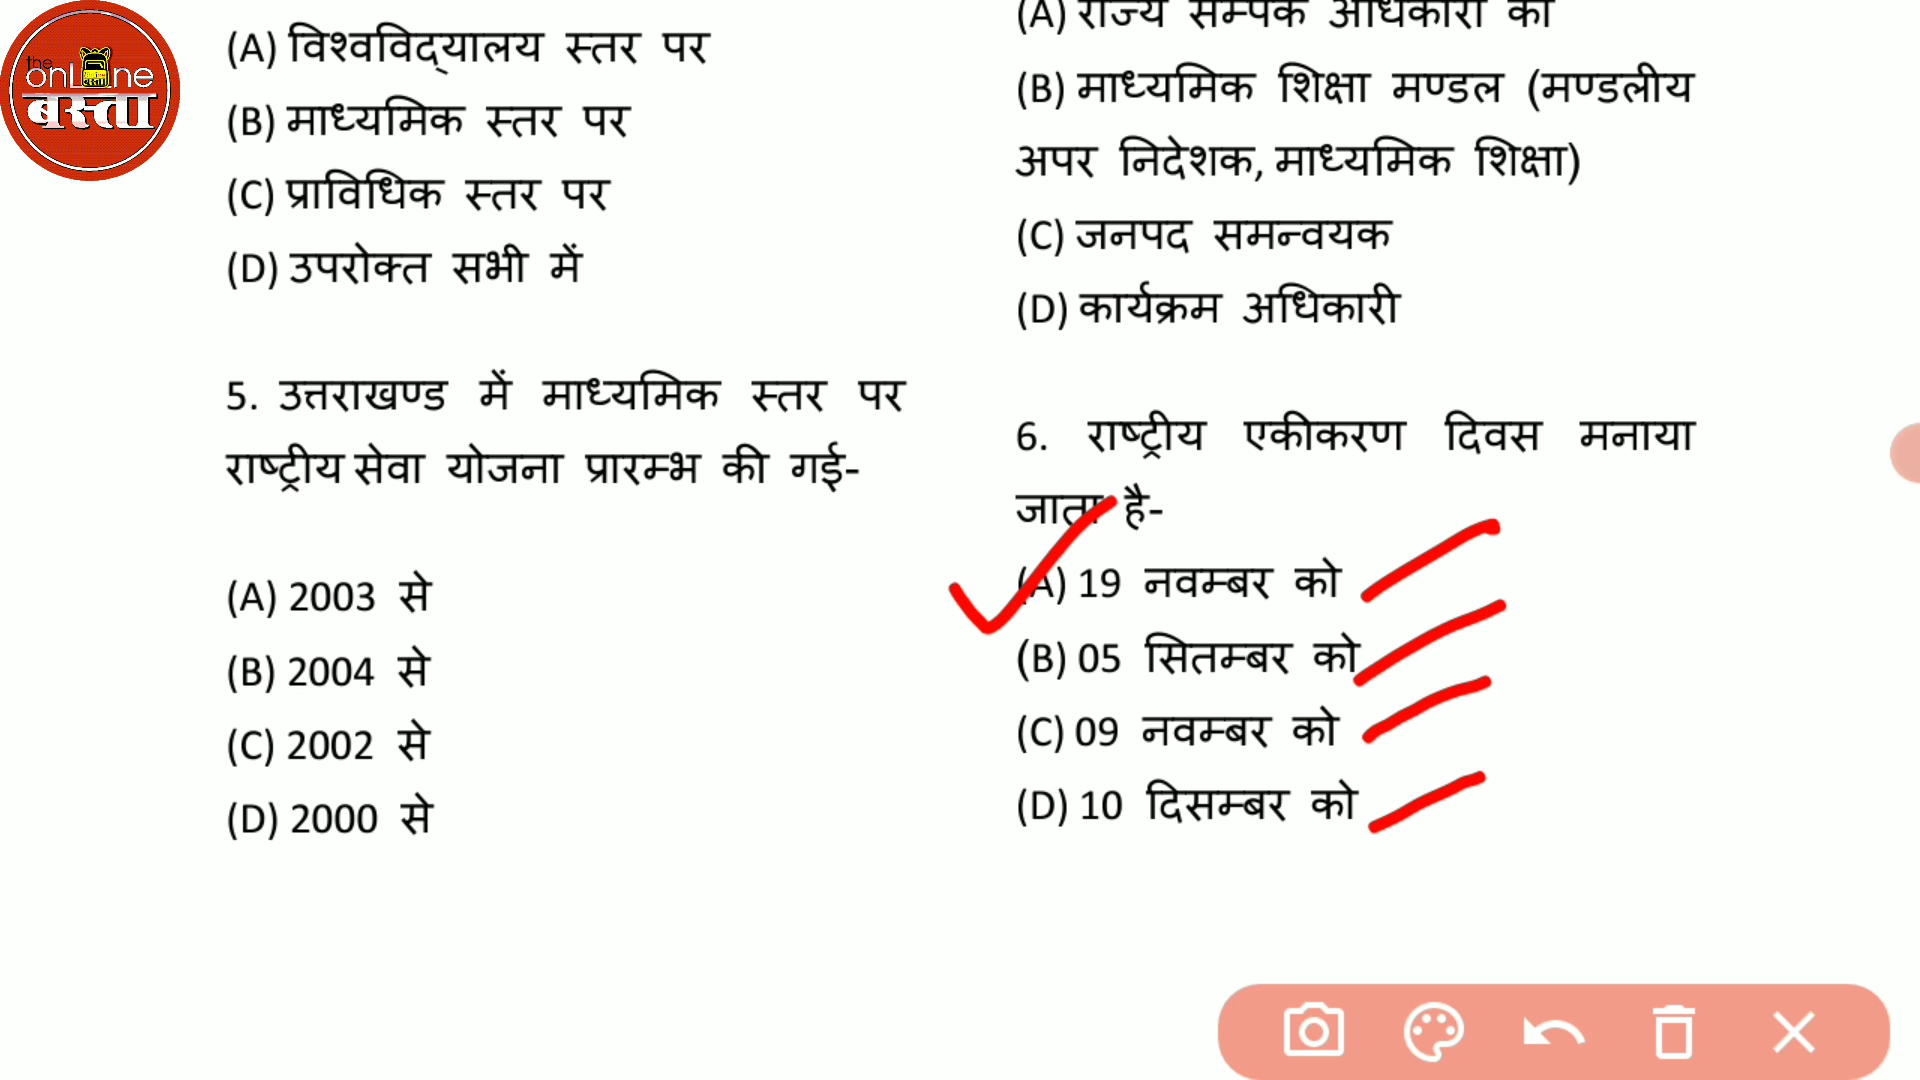 the
onLine
बस्ता
(A) विश्वविद्यालय स्तर पर
(B) माध्यमिक स्तर पर
(C) प्राविधिक स्तर पर
(D) उपरोक्त सभी में
5. उत्तराखण्ड में माध्यमिक स्तर पर
राष्ट्रीय सेवा योजना प्रारम्भ की गई-
(A) 2003 से
(B) 2004 से
(C) 2002 से
(D) 2000 से
(A) राज्य सम्पर्क अधिकारी को
(B) माध्यमिक शिक्षा मण्डल (मण्डलीय
अपर निदेशक, माध्यमिक शिक्षा)
(C) जनपद समन्वयक
(D) कार्यक्रम अधिकारी
6. राष्ट्रीय एकीकरण दिवस मनाया
जाता है-
(A) 19 नवम्बर को
(B) 05 सितम्बर को
(C) 09 नवम्बर को
(D) 10 दिसम्बर को